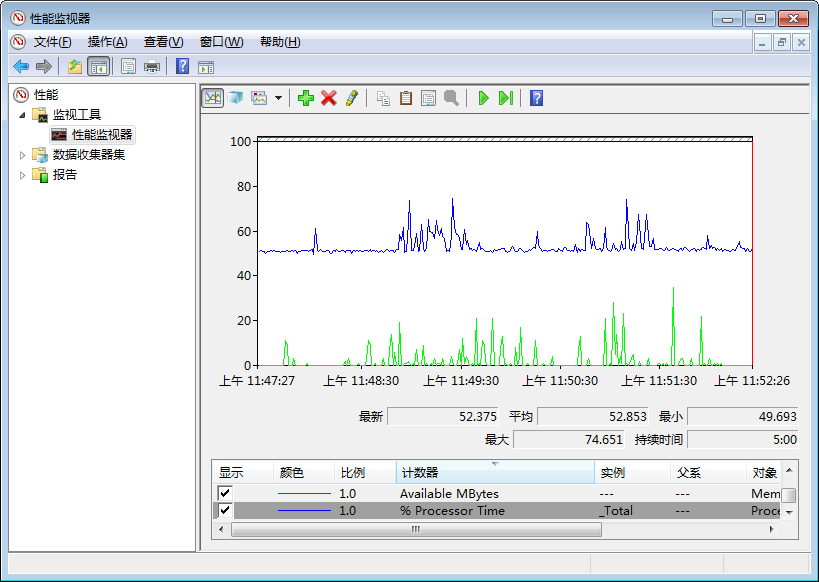 性能监视器
文件(F) 操作(A) 查看(V) 窗口(W) 帮助(H)
性能
监视工具
性能监视器
数据收集器集
报告
100
80
60
40
20
0
上午 11:47:27 上午 11:48:30 上午 11:49:30 上午 11:50:30 上午 11:51:30 上午 11:52:26
最新 52.375 平均 52.853 最小 49.693
最大 74.651 持续时间 5:00
显示 颜色 比例 计数器 实例 父系 对象
1.0 Available MBytes --- --- Mem
1.0 % Processor Time _Total --- Proce